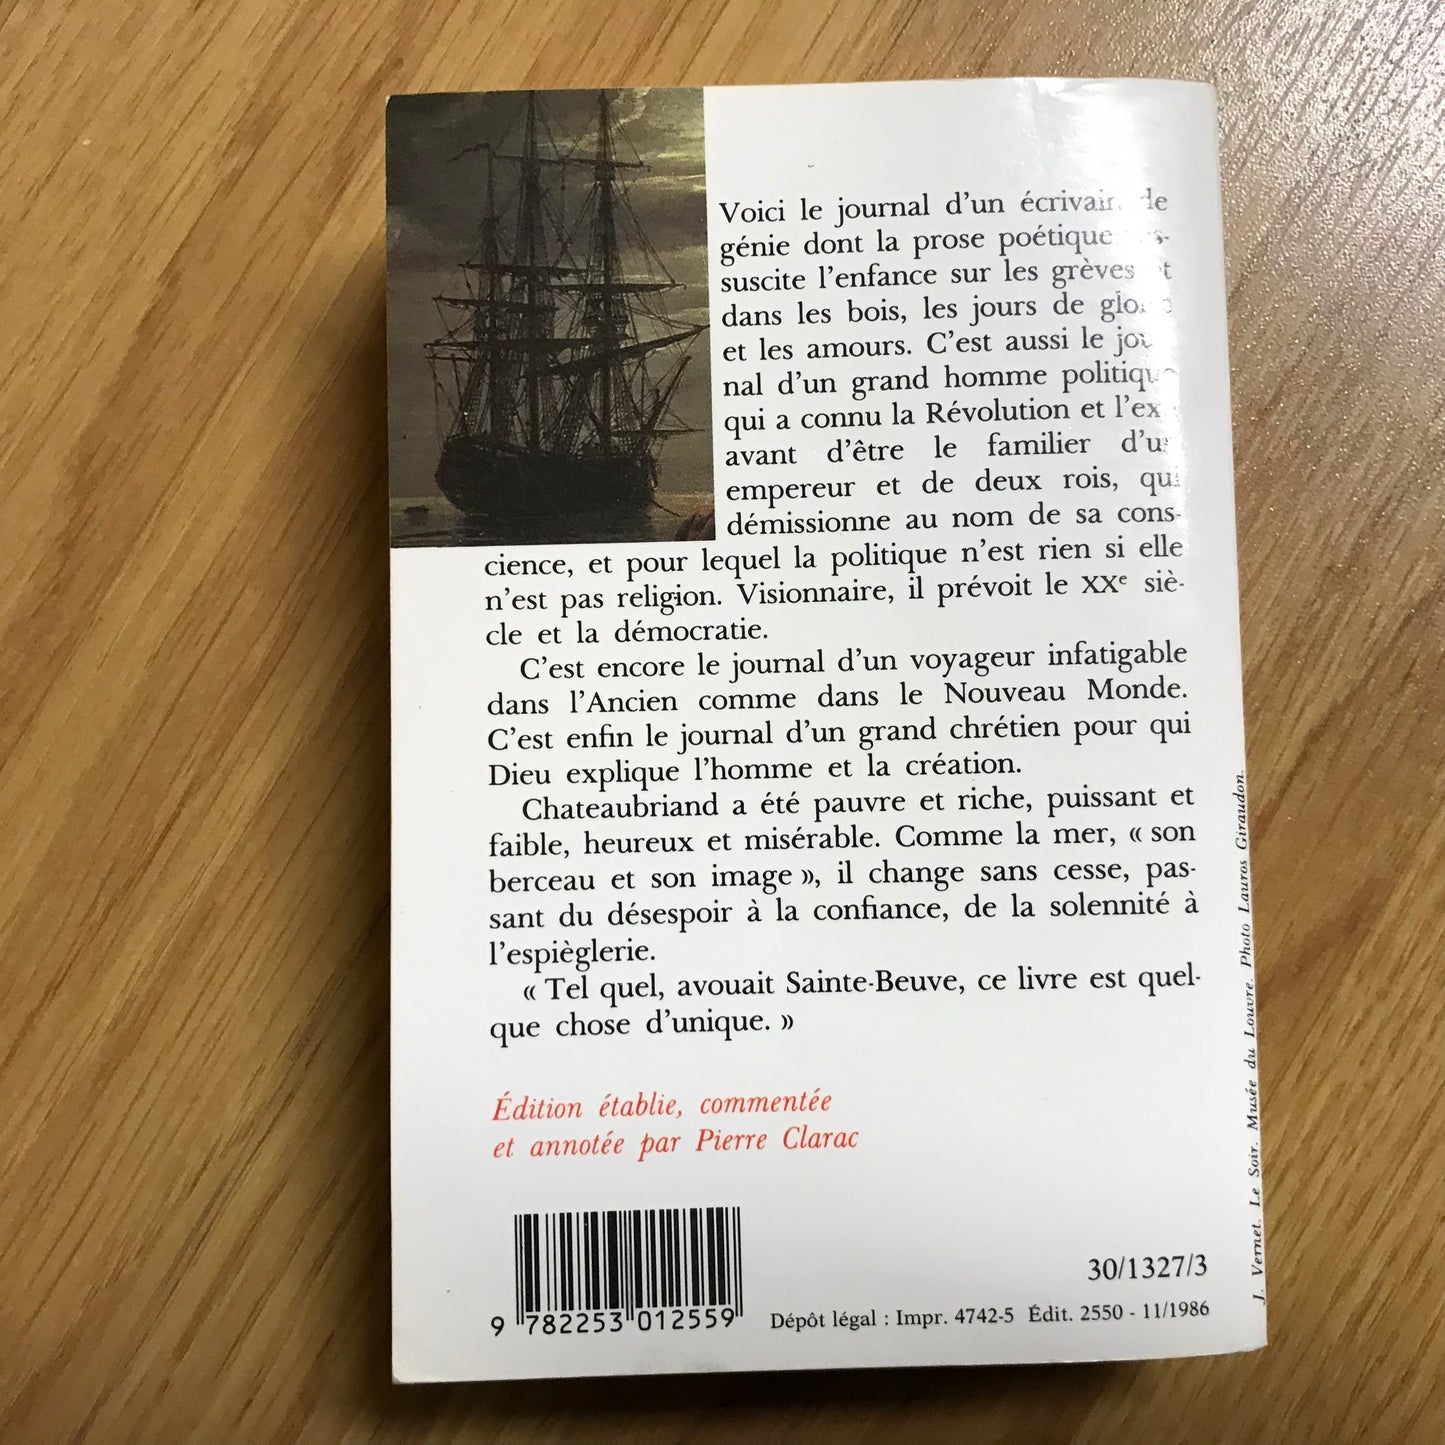 Voici le journal d'un écrivain de
génie dont la prose poétique
suscite l'enfance sur les grèves et
dans les bois, les jours de gloire
et les amours. C'est aussi le jour-
nal d'un grand homme politique
qui a connu la Révolution et
avant d'être le familier d'un
empereur et de deux rois, qui
démissionne au nom de sa cons-
cience, et pour lequel la politique n'est rien si elle
n'est pas religion. Visionnaire, il prévoit le XXe siè-
cle et la démocratie.
C'est encore le journal d'un voyageur infatigable
dans l'Ancien comme dans le Nouveau Monde.
C'est enfin le journal d'un grand chrétien pour qui
Dieu explique l'homme et la création.
Chateaubriand a été pauvre et riche, puissant et
faible, heureux et misérable. Comme la mer, « son
berceau et son image », il change sans cesse, pas-
sant du désespoir à la confiance, de la solennité à
l'espièglerie.
« Tel quel, avouait Sainte-Beuve, ce livre est quel-
que chose d'unique. »
Édition établie, commentée
et annotée par Pierre Clarac
9 782253 012559
30/1327/3
Dépôt légal : Impr. 4742-5 Édit. 2550 - 11/1986
J. Vernet. Le Soir. Musée du Louvre. Photo Lauros Giraudon.